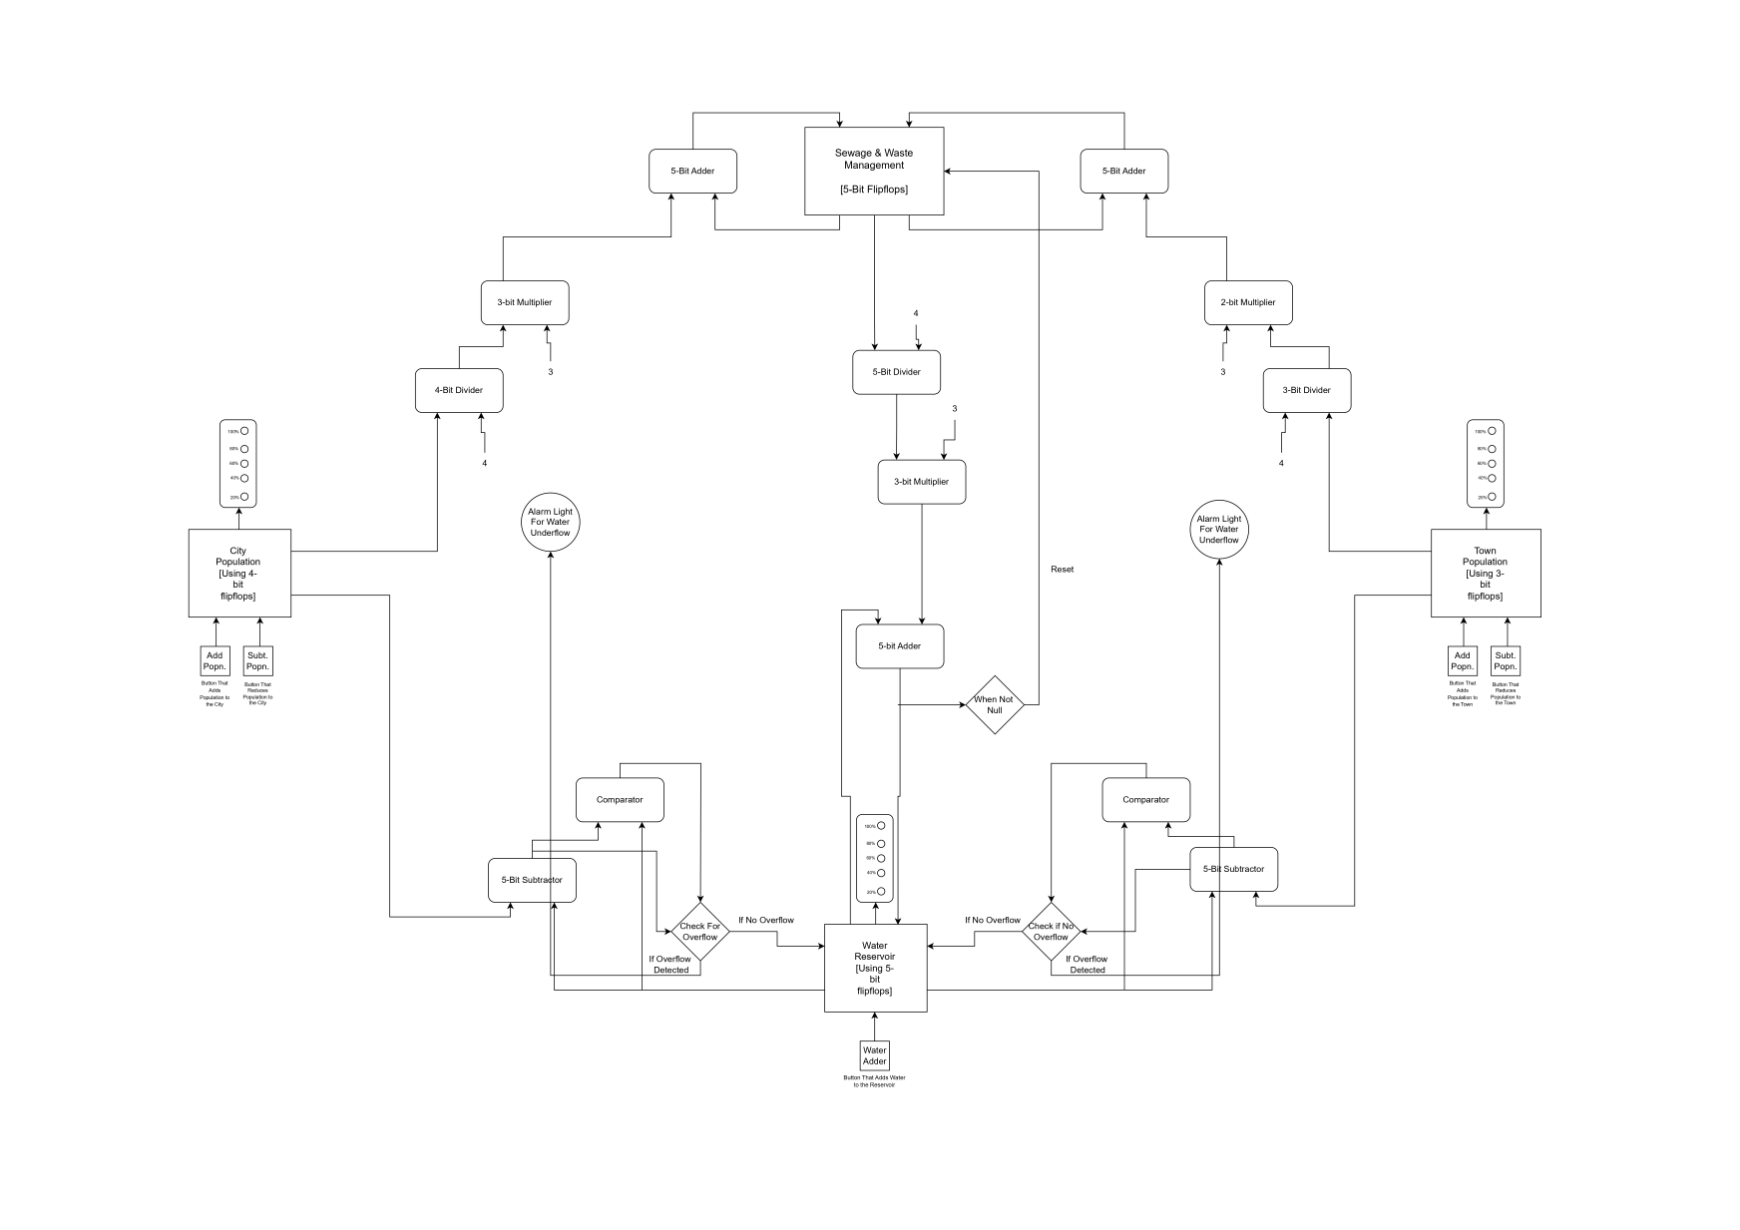 Sewage & Waste
Management
[5-Bit Flipflops]
5-Bit Adder
5-Bit Adder
3-bit Multiplier
2-bit Multiplier
4
3
3
5-Bit Divider
4-Bit Divider
3-Bit Divider
3
4
4
3-bit Multiplier
100%
80%
60%
40%
20%
100%
80%
60%
40%
20%
Alarm Light
For Water
Underflow
Alarm Light
For Water
Underflow
City
Population
[Using 4-
bit
flipflops]
Town
Population
[Using 3-
bit
flipflops]
Reset
5-bit Adder
Add
Popn.
Subt.
Popn.
Button That
Adds
Population to
the City
Button That
Reduces
Population to
the City
Add
Popn.
Subt.
Popn.
Button That
Adds
Population to
the Town
Button That
Reduces
Population to
the Town
When Not
Null
Comparator
Comparator
100%
80%
60%
40%
20%
5-Bit Subtractor
5-Bit Subtractor
Check For
Overflow
If No Overflow
If No Overflow
Check if No
Overflow
If Overflow
Detected
If Overflow
Detected
Water
Reservoir
[Using 5-
bit
flipflops]
Water
Adder
Button That Adds Water
to the Reservoir